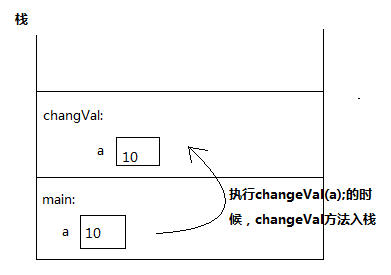 栈
changVal:
a 10
执行changeVal(a);的时
候，changeVal方法入栈
main:
a 10